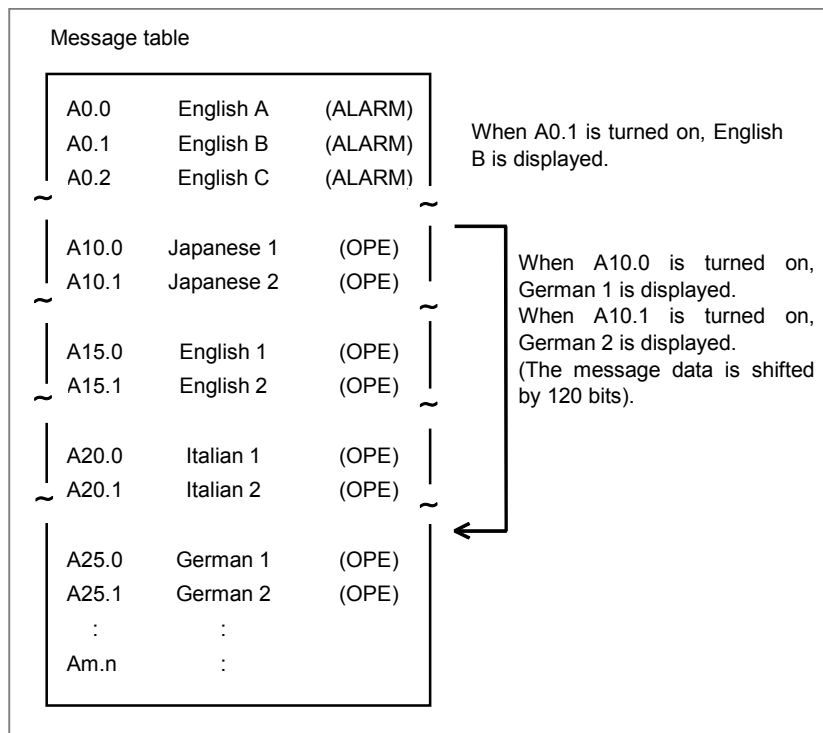 Message table
A0.0 English A (ALARM)
A0.1 English B (ALARM)
A0.2 English C (ALARM)
When A0.1 is turned on, English
B is displayed.
~ ~
A10.0 Japanese 1 (OPE)
A10.1 Japanese 2 (OPE)
~ ~
When A10.0 is turned on,
German 1 is displayed.
When A10.1 is turned on,
German 2 is displayed.
(The message data is shifted
by 120 bits).
A15.0 English 1 (OPE)
A15.1 English 2 (OPE)
~ ~
A20.0 Italian 1 (OPE)
A20.1 Italian 2 (OPE)
~ ~
A25.0 German 1 (OPE)
A25.1 German 2 (OPE)
: :
Am.n :